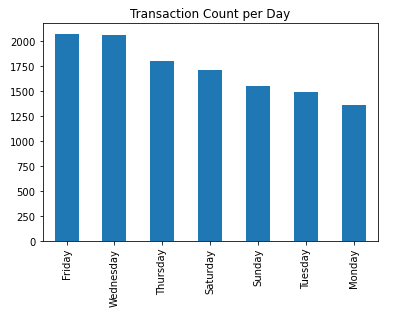 Transaction Count per Day
2000
1750
1500
1250
1000
750
500
250
0
Friday
Wednesday
Thursday
Saturday
Sunday
Tuesday
Monday